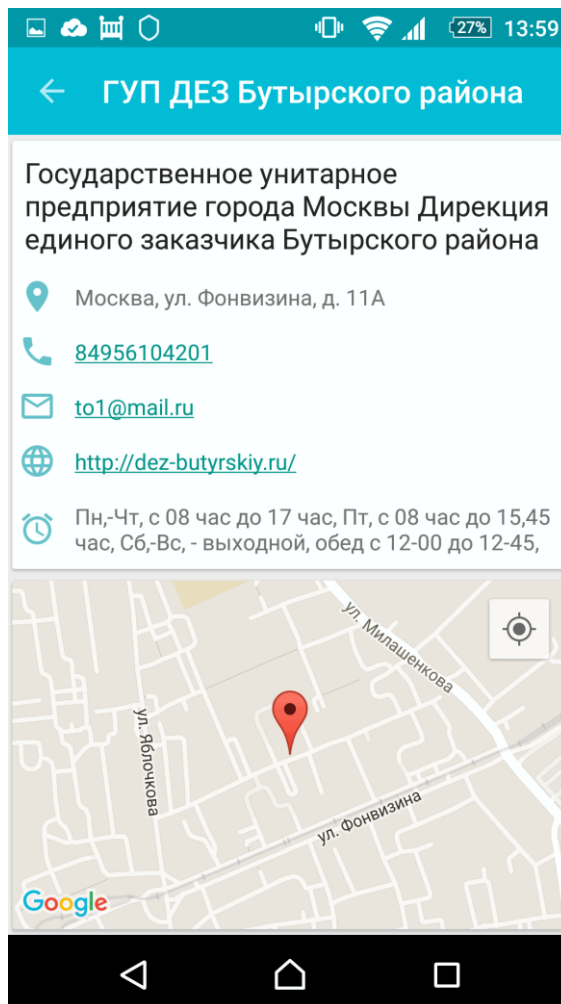 27% 13:59
ГУП ДЕЗ Бутырского района
Государственное унитарное
предприятие города Москвы Дирекция
единого заказчика Бутырского района
Москва, ул. Фонвизина, д. 11А
84956104201
to1@mail.ru
http://dez-butyrskiy.ru/
Пн,-Чт, с 08 час до 17 час, Пт, с 08 час до 15,45
час, Сб,-Вс, - выходной, обед с 12-00 до 12-45,
ул. Милашенкова
ул. Яблочкова
ул. Фонвизина
Google